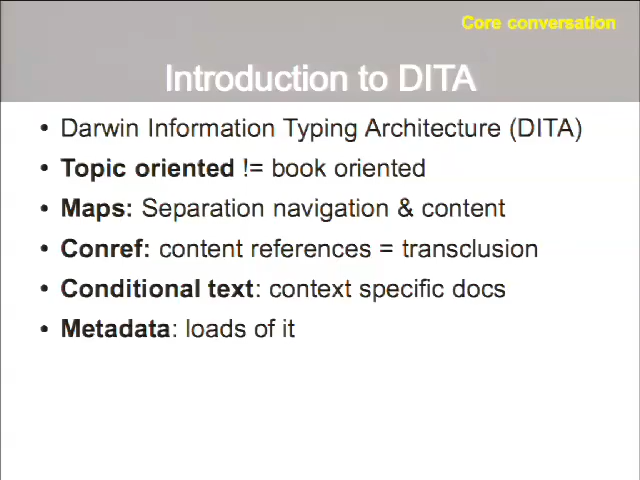 Core conversation
Introduction to DITA
• Darwin Information Typing Architecture (DITA)
• Topic oriented != book oriented
• Maps: Separation navigation & content
• Conref: content references = transclusion
• Conditional text: context specific docs
• Metadata: loads of it